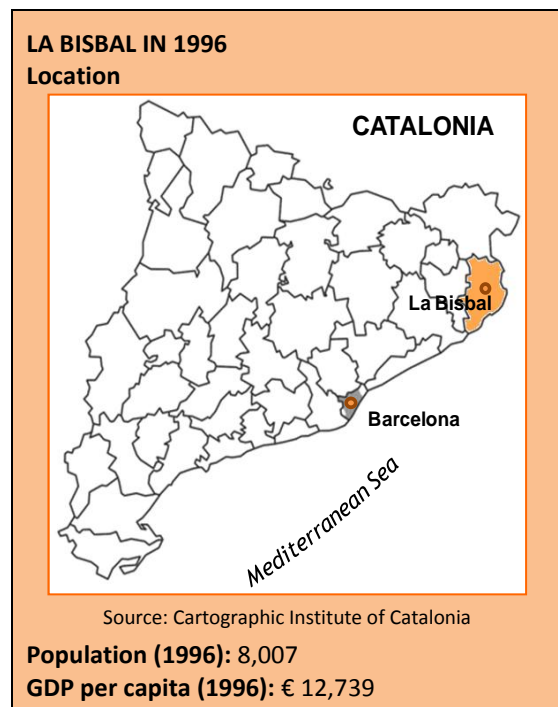 LA BISBAL IN 1996
Location
CATALONIA
La Bisbal
Barcelona
Mediterranean Sea
Source: Cartographic Institute of Catalonia
Population (1996): 8,007
GDP per capita (1996): € 12,739